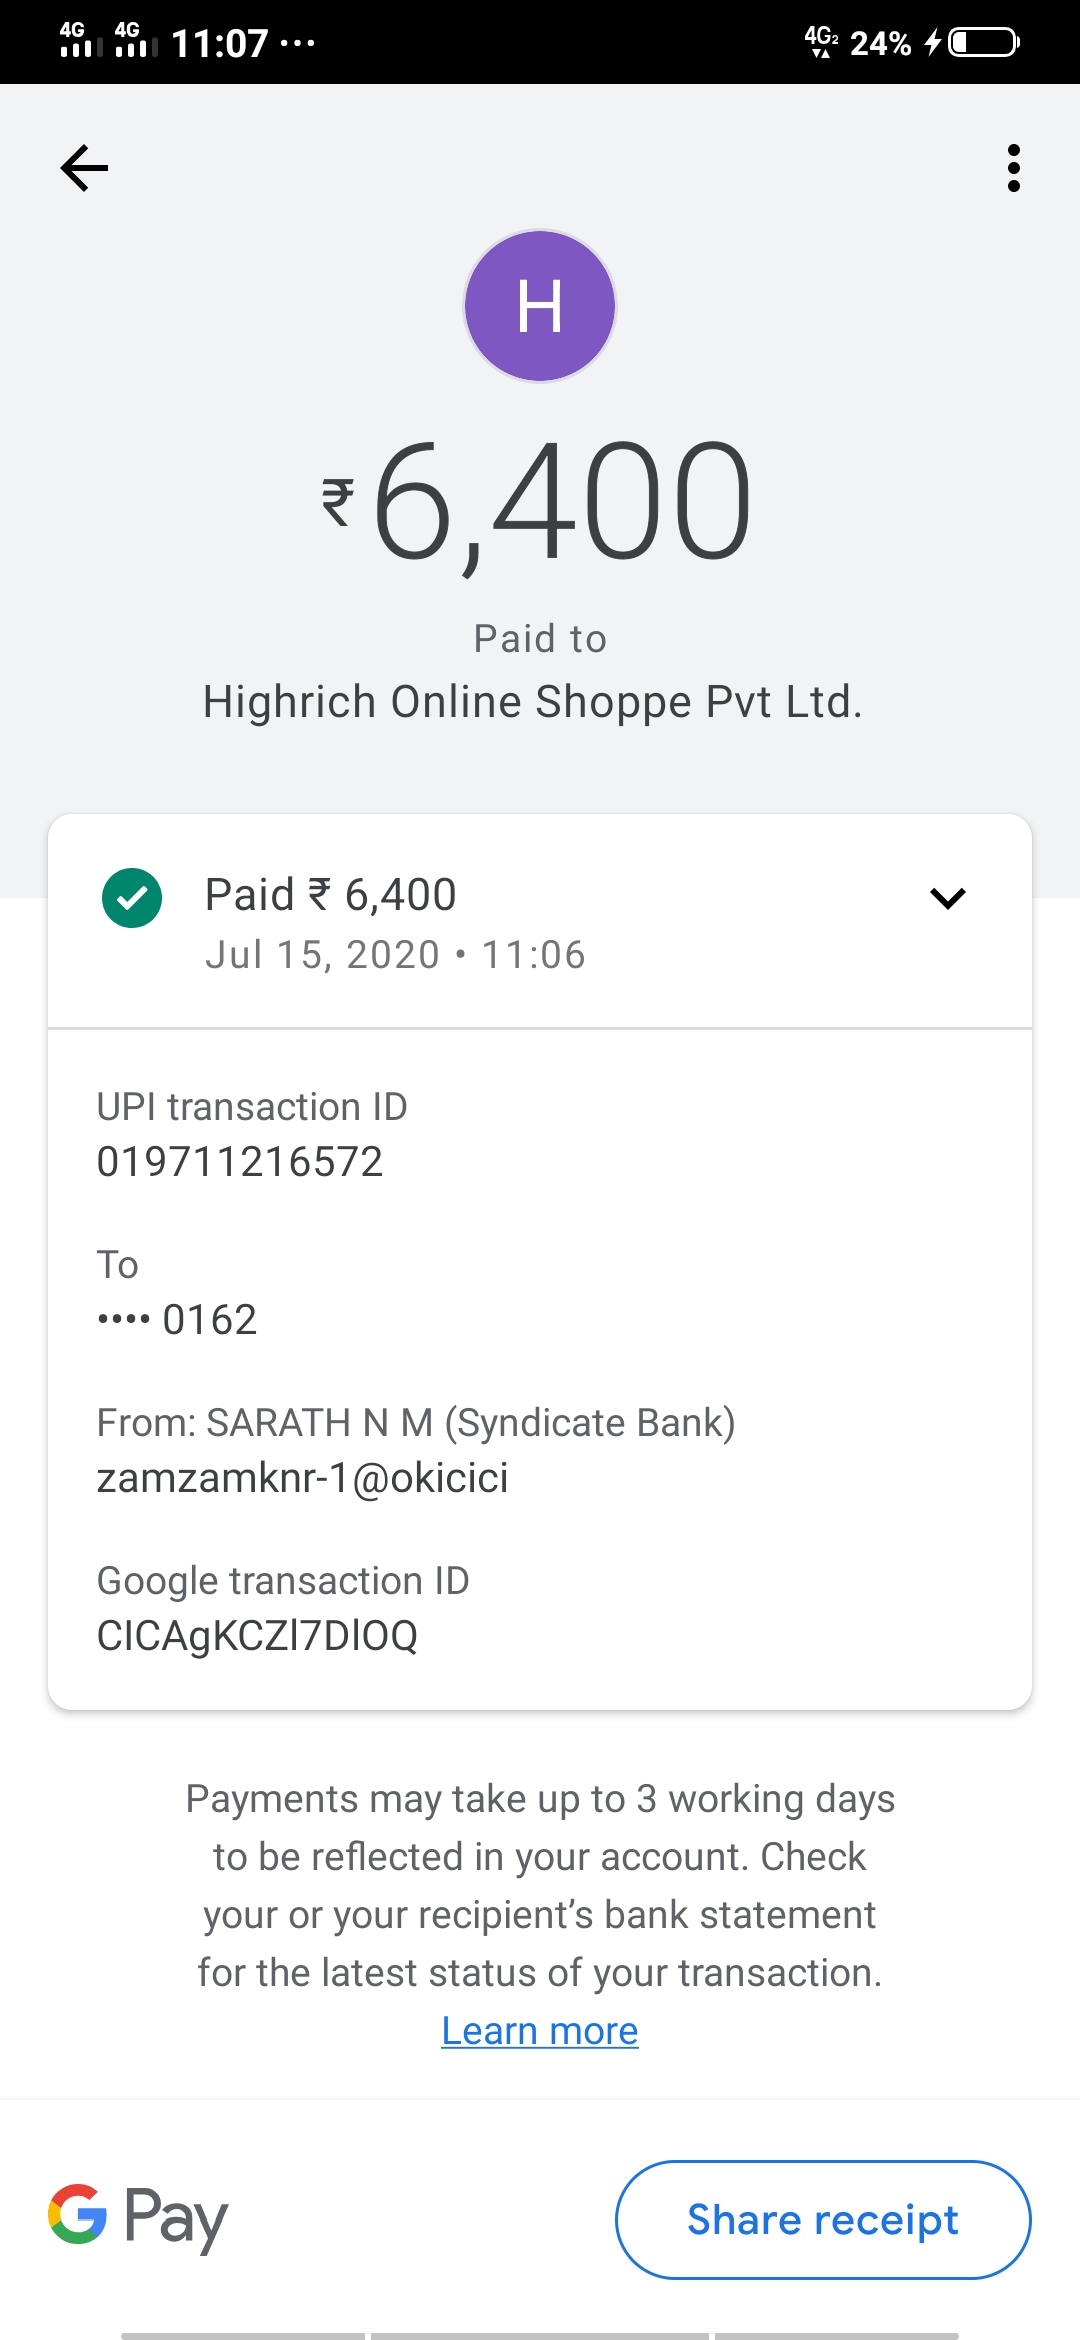 4G 4G 11:07 ... 4G2 24%
H
₹6,400
Paid to
Highrich Online Shoppe Pvt Ltd.
Paid ₹ 6,400
Jul 15, 2020 • 11:06
UPI transaction ID
019711216572
To
•••• 0162
From: SARATH N M (Syndicate Bank)
zamzamknr-1@okicici
Google transaction ID
CICAgKCZl7DlOQ
Payments may take up to 3 working days
to be reflected in your account. Check
your or your recipient’s bank statement
for the latest status of your transaction.
Learn more
G Pay Share receipt